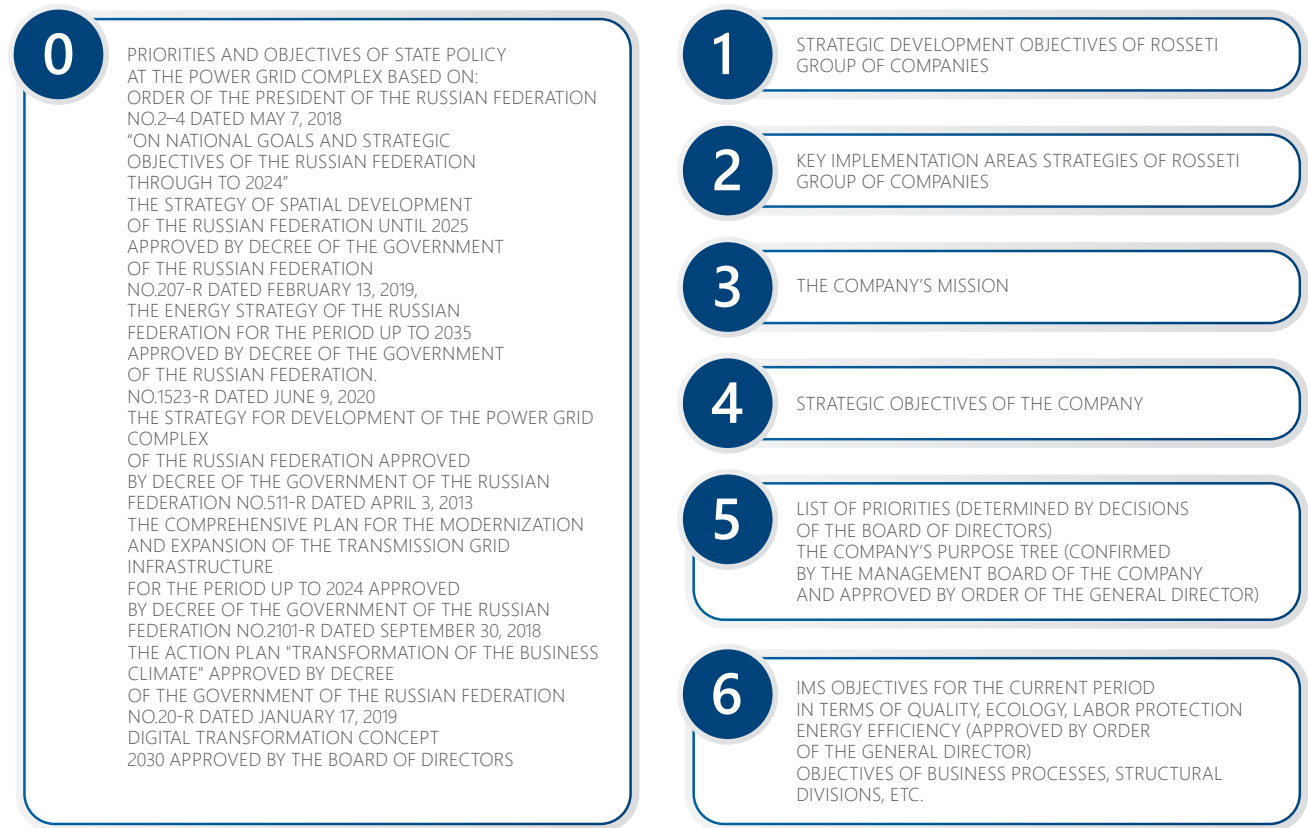 0
PRIORITIES AND OBJECTIVES OF STATE POLICY
AT THE POWER GRID COMPLEX BASED ON:
ORDER OF THE PRESIDENT OF THE RUSSIAN FEDERATION
NO.2–4 DATED MAY 7, 2018
“ON NATIONAL GOALS AND STRATEGIC
OBJECTIVES OF THE RUSSIAN FEDERATION
THROUGH TO 2024”
THE STRATEGY OF SPATIAL DEVELOPMENT
OF THE RUSSIAN FEDERATION UNTIL 2025
APPROVED BY DECREE OF THE GOVERNMENT
OF THE RUSSIAN FEDERATION
NO.207-R DATED FEBRUARY 13, 2019,
THE ENERGY STRATEGY OF THE RUSSIAN
FEDERATION FOR THE PERIOD UP TO 2035
APPROVED BY DECREE OF THE GOVERNMENT
OF THE RUSSIAN FEDERATION.
NO.1523-R DATED JUNE 9, 2020
THE STRATEGY FOR DEVELOPMENT OF THE POWER GRID
COMPLEX
OF THE RUSSIAN FEDERATION APPROVED
BY DECREE OF THE GOVERNMENT OF THE RUSSIAN
FEDERATION NO.511-R DATED APRIL 3, 2013
THE COMPREHENSIVE PLAN FOR THE MODERNIZATION
AND EXPANSION OF THE TRANSMISSION GRID
INFRASTRUCTURE
FOR THE PERIOD UP TO 2024 APPROVED
BY DECREE OF THE GOVERNMENT OF THE RUSSIAN
FEDERATION NO.2101-R DATED SEPTEMBER 30, 2018
THE ACTION PLAN "TRANSFORMATION OF THE BUSINESS
CLIMATE" APPROVED BY DECREE
OF THE GOVERNMENT OF THE RUSSIAN FEDERATION
NO.20-R DATED JANUARY 17, 2019
DIGITAL TRANSFORMATION CONCEPT
2030 APPROVED BY THE BOARD OF DIRECTORS
1
STRATEGIC DEVELOPMENT OBJECTIVES OF ROSSETI
GROUP OF COMPANIES
2
KEY IMPLEMENTATION AREAS STRATEGIES OF ROSSETI
GROUP OF COMPANIES
3
THE COMPANY’S MISSION
4
STRATEGIC OBJECTIVES OF THE COMPANY
5
LIST OF PRIORITIES (DETERMINED BY DECISIONS
OF THE BOARD OF DIRECTORS)
THE COMPANY’S PURPOSE TREE (CONFIRMED
BY THE MANAGEMENT BOARD OF THE COMPANY
AND APPROVED BY ORDER OF THE GENERAL DIRECTOR)
6
IMS OBJECTIVES FOR THE CURRENT PERIOD
IN TERMS OF QUALITY, ECOLOGY, LABOR PROTECTION
ENERGY EFFICIENCY (APPROVED BY ORDER
OF THE GENERAL DIRECTOR)
OBJECTIVES OF BUSINESS PROCESSES, STRUCTURAL
DIVISIONS, ETC.